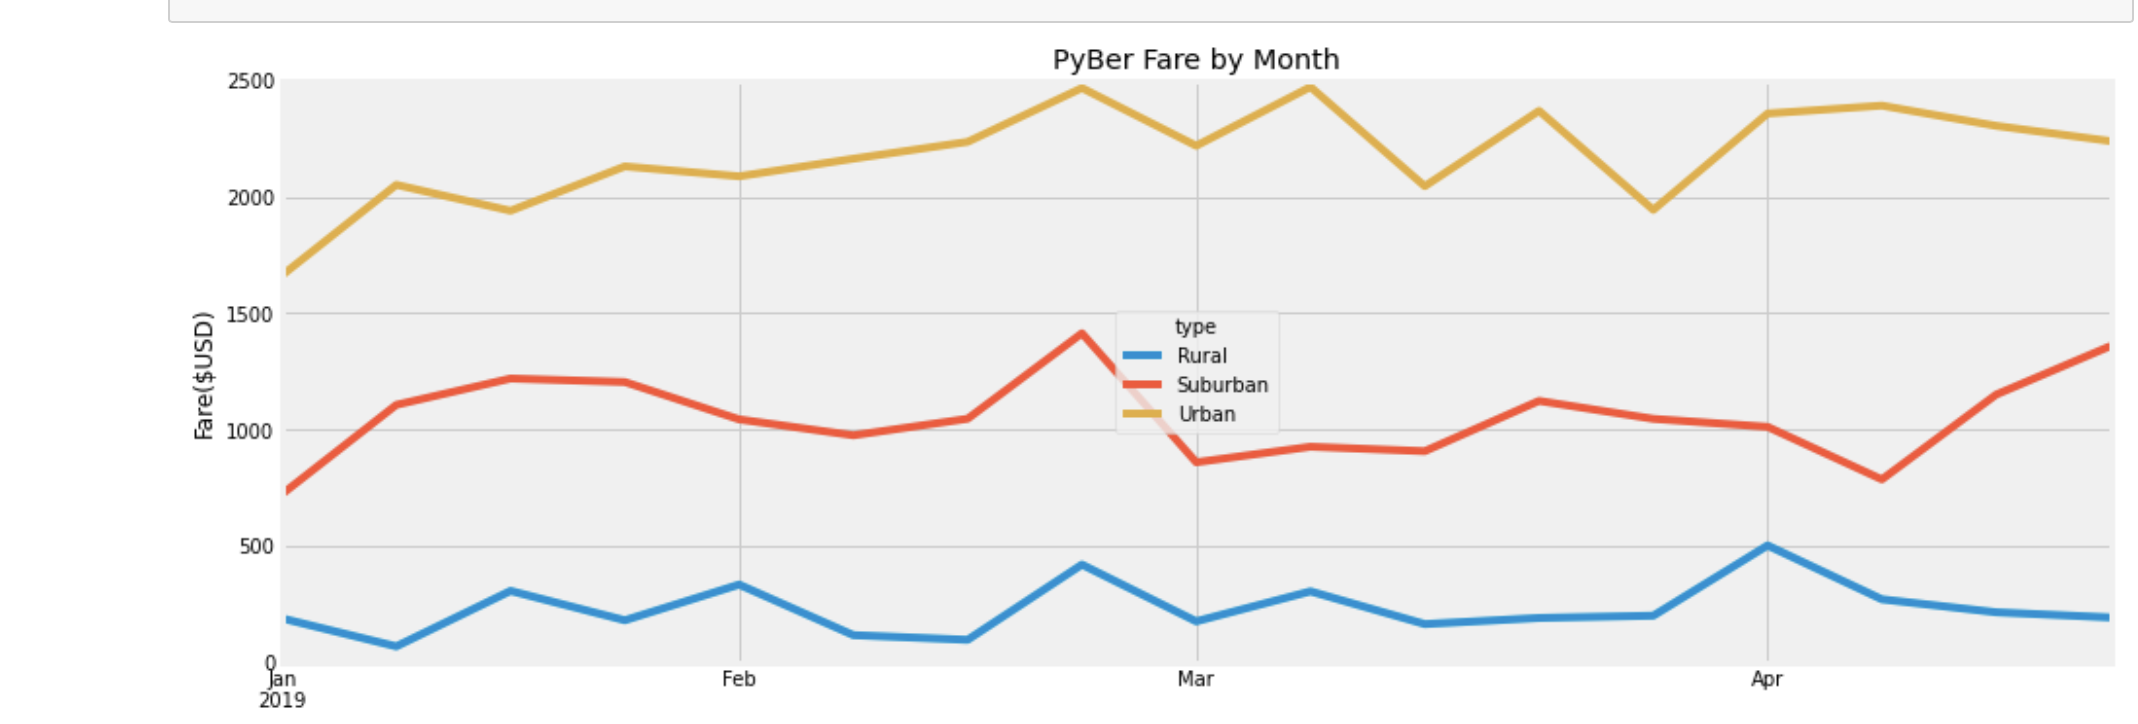 PyBer Fare by Month
2500
2000
1500
1000
500
0
Fare($USD)
type
Rural
Suburban
Urban
Jan Feb Mar Apr
2019